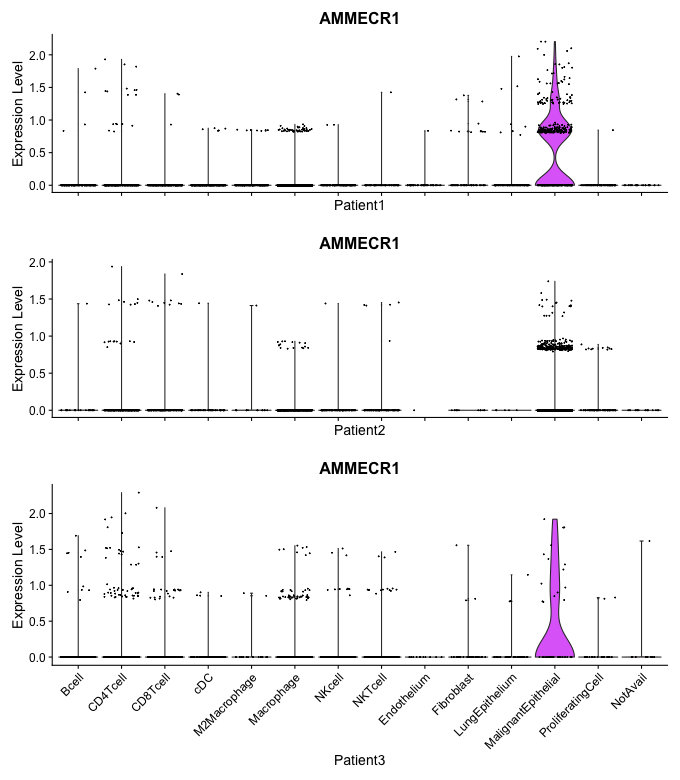 AMMECR1
Expression Level
2.0
1.5
1.0
0.5
0.0
Patient1
AMMECR1
Expression Level
2.0
1.5
1.0
0.5
0.0
Patient2
AMMECR1
Expression Level
2.0
1.5
1.0
0.5
0.0
Bcell
CD4Tcell
CD8Tcell
cDC
M2Macrophage
Macrophage
NKcell
NKTcell
Endothelium
Fibroblast
LungEpithelium
MalignantEpithelial
ProliferatingCell
NotAvail
Patient3